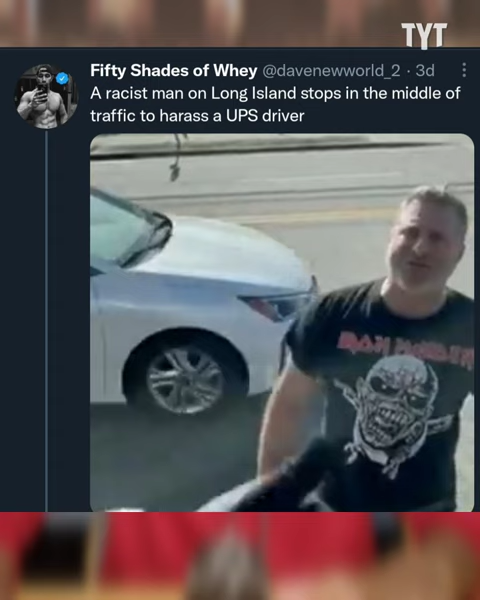 TYT
Fifty Shades of Whey @davenewworld_2 · 3d
A racist man on Long Island stops in the middle of
traffic to harass a UPS driver
IRON MAIDEN